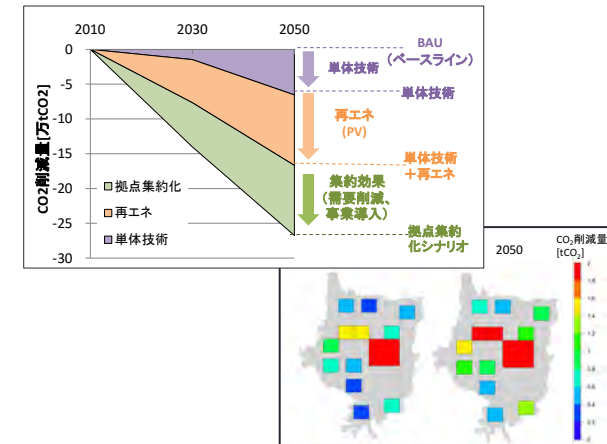 2010
2030
2050
CO2削減量[万tCO2]
0
-5
-10
-15
-20
-25
-30
拠点集約化
再エネ
単体技術
単体技術
再エネ
(PV)
集約効果
(需要削減、
事業導入)
BAU
(ベースライン)
単体技術
単体技術
＋再エネ
拠点集約
化シナリオ
2050
CO₂削減量
[tCO₂]